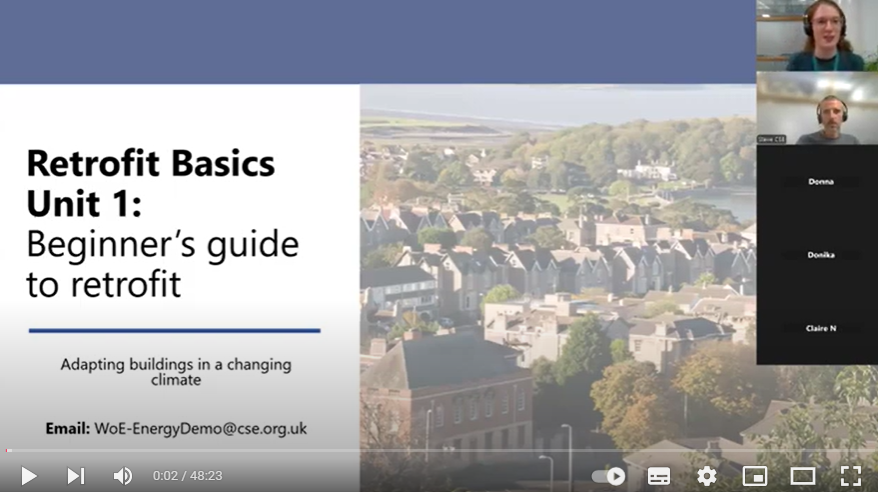 Retrofit Basics
Unit 1:
Beginner’s guide
to retrofit
Adapting buildings in a changing
climate
Email: WoE-EnergyDemo@cse.org.uk
Steve CSE
Donna
Donika
Claire N
0:02 / 48:23